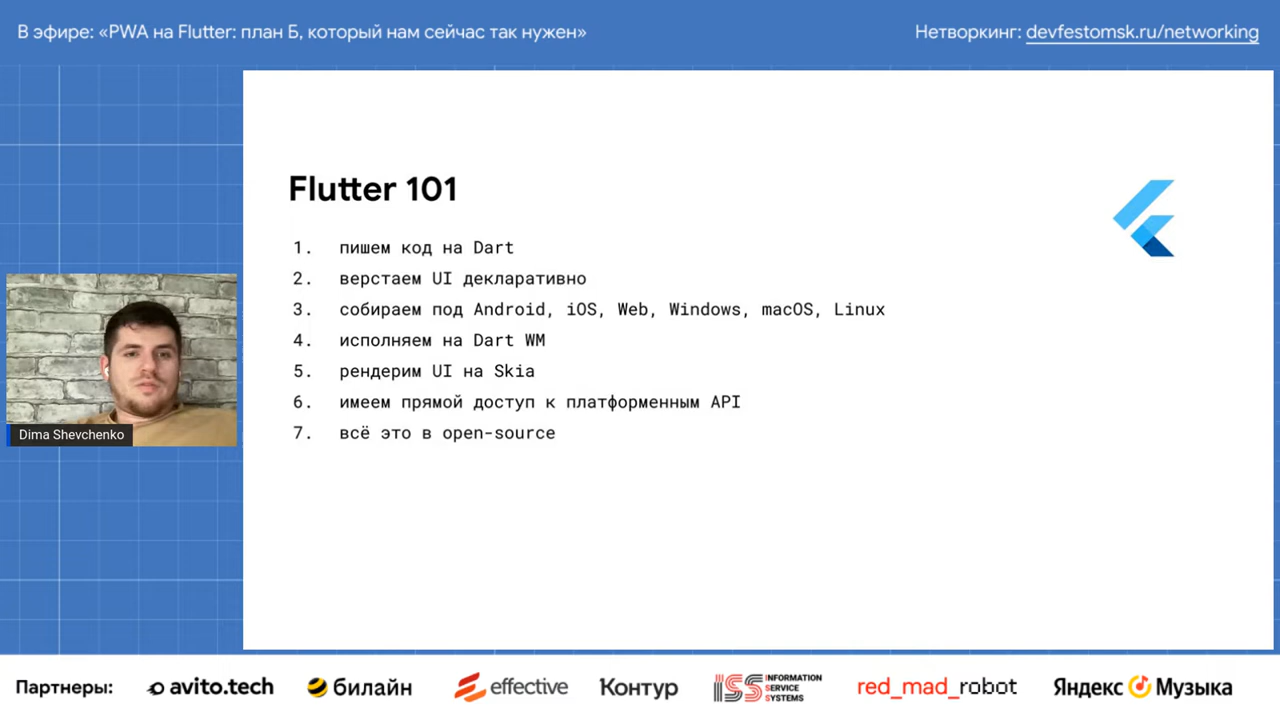 В эфире: «PWA на Flutter: план Б, который нам сейчас так нужен»
Нетворкинг: devfestomsk.ru/networking
Flutter 101
1. пишем код на Dart
2. верстаем UI декларативно
3. собираем под Android, iOS, Web, Windows, macOS, Linux
4. исполняем на Dart WM
5. рендерим UI на Skia
6. имеем прямой доступ к платформенным API
7. всё это в open-source
Dima Shevchenko
Партнеры: avito.tech билайн effective Контур ISS INFORMATION SERVICE SYSTEMS red_mad_robot Яндекс Музыка